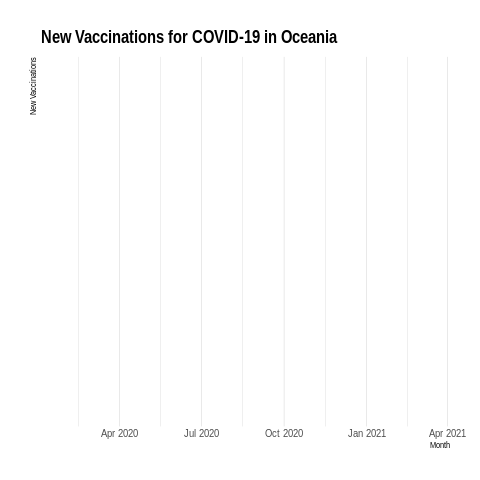 New Vaccinations for COVID-19 in Oceania
New Vaccinations
Apr 2020 Jul 2020 Oct 2020 Jan 2021 Apr 2021
Month